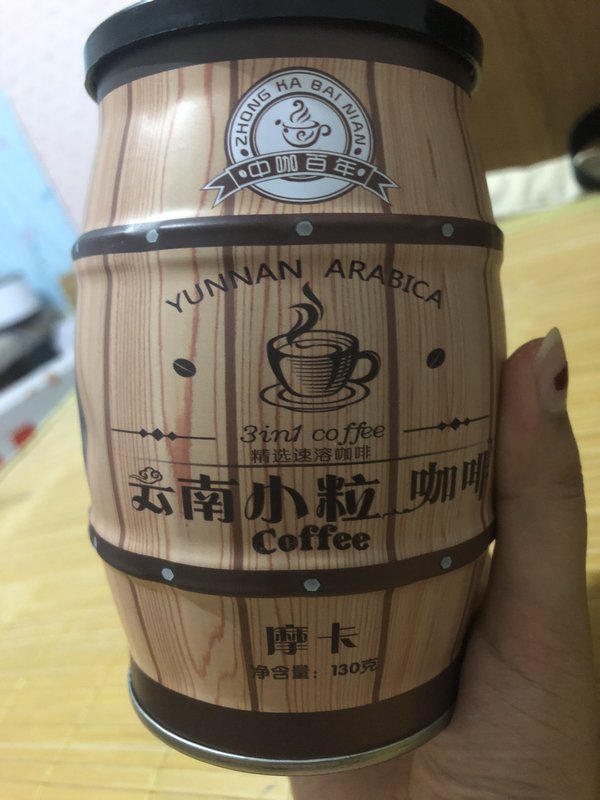 ZHONG KA BAI NIAN
中咖百年
YUNNAN ARABICA
3in1 coffee
精选速溶咖啡
云南小粒咖啡
Coffee
摩卡
净含量：130克